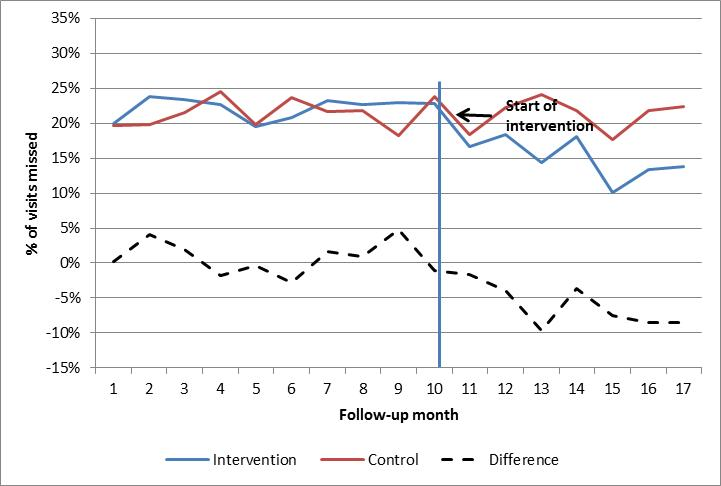 35%
30%
25%
20%
15%
10%
5%
0%
-5%
-10%
-15%
% of visits missed
Start of
intervention
1 2 3 4 5 6 7 8 9 10 11 12 13 14 15 16 17
Follow-up month
Intervention Control Difference